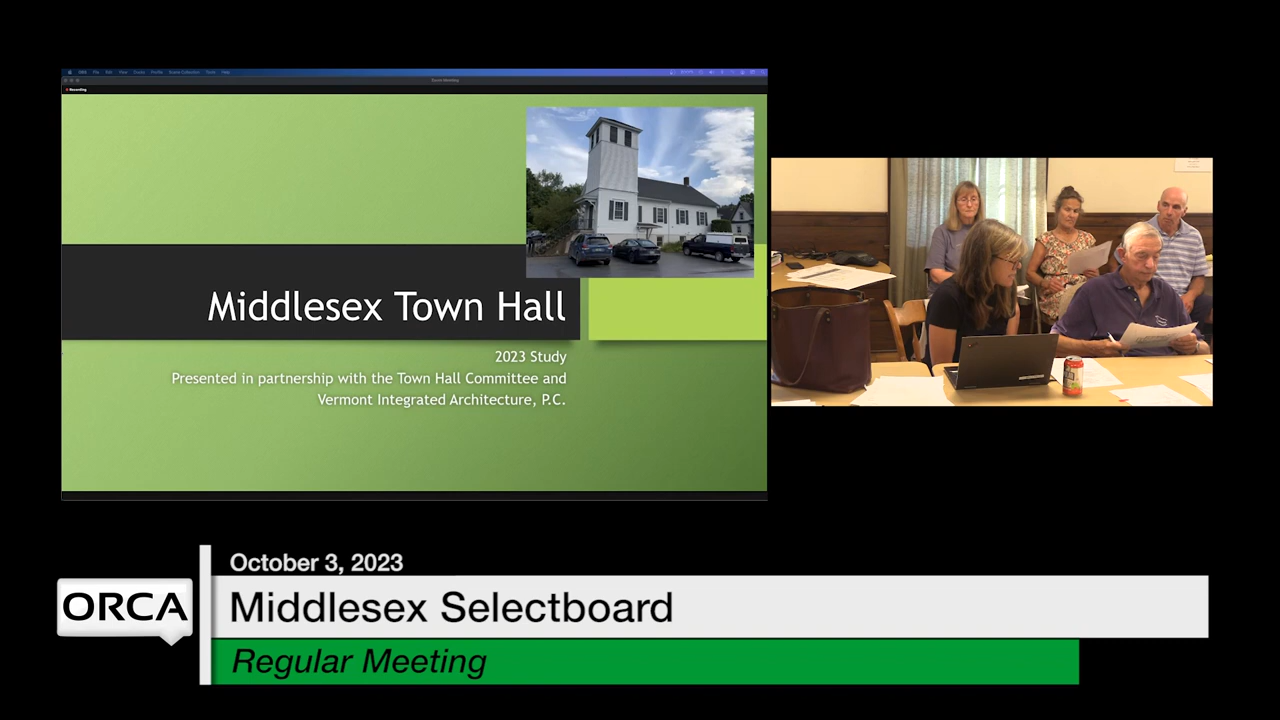 Recording
Middlesex Town Hall
2023 Study
Presented in partnership with the Town Hall Committee and
Vermont Integrated Architecture, P.C.
October 3, 2023
ORCA
Middlesex Selectboard
Regular Meeting